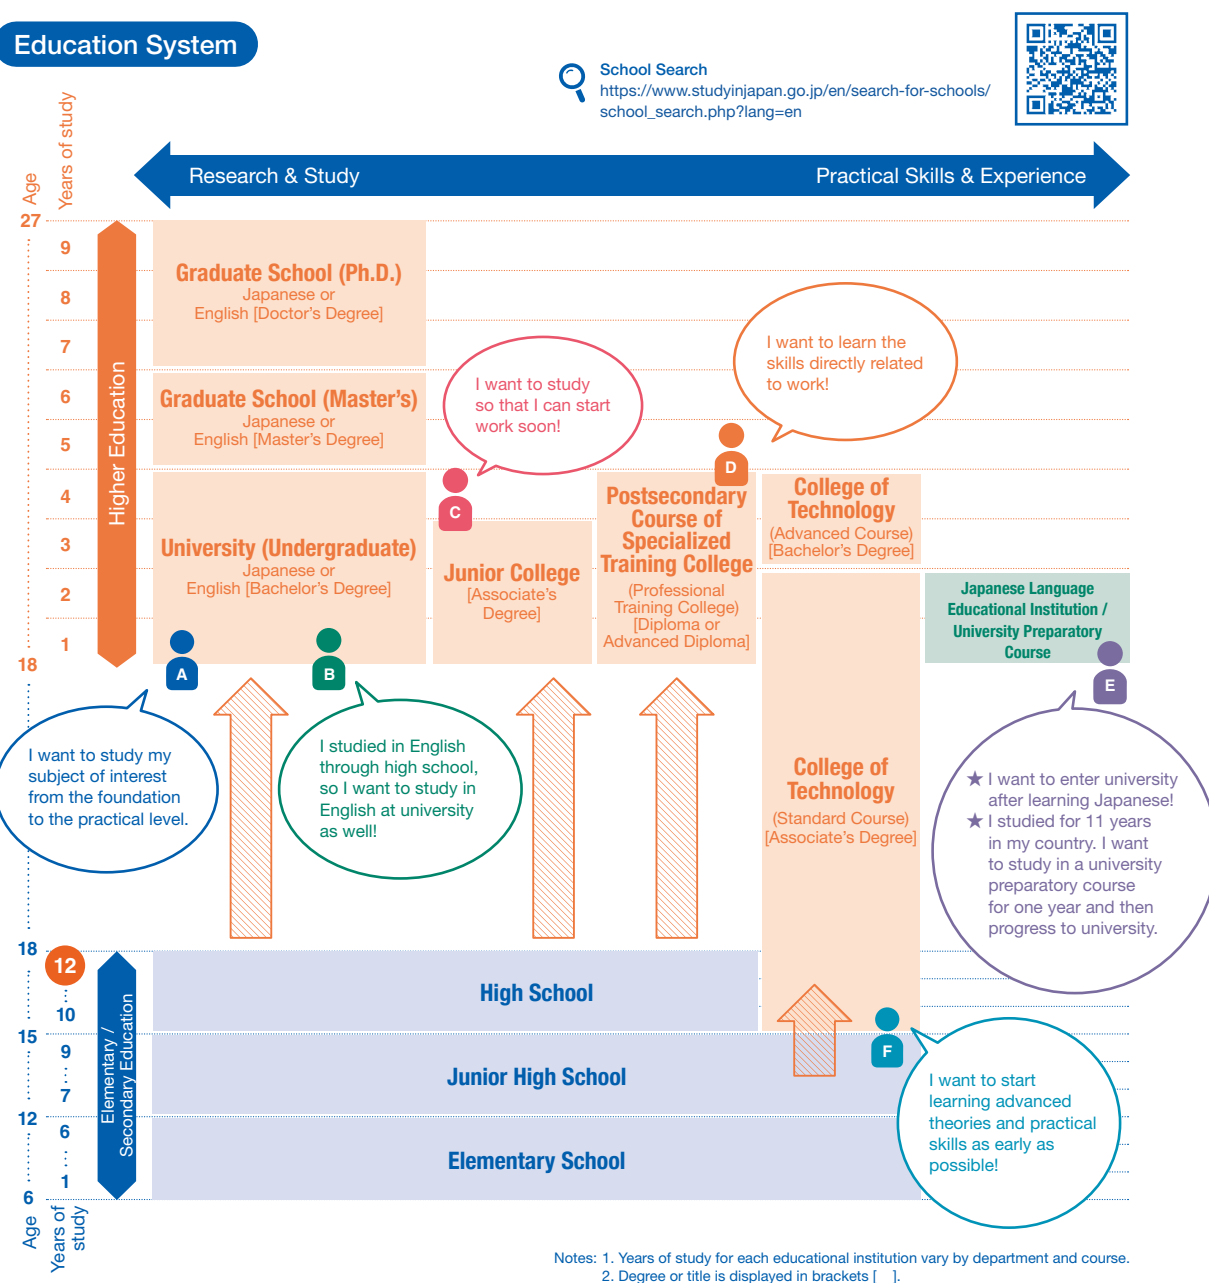 Education System
School Search
https://www.studyinjapan.go.jp/en/search-for-schools/
school_search.php?lang=en
Age
Years of study
Research & Study
Practical Skills & Experience
27
9
8
7
6
5
4
3
2
1
18
Higher Education
Graduate School (Ph.D.)
Japanese or
English [Doctor's Degree]
Graduate School (Master's)
Japanese or
English [Master's Degree]
University (Undergraduate)
Japanese or
English [Bachelor's Degree]
I want to study
so that I can start
work soon!
C
Junior College
[Associate's
Degree]
I want to learn the
skills directly related
to work!
D
Postsecondary
Course of
Specialized
Training College
(Professional
Training College)
[Diploma or
Advanced Diploma]
College of
Technology
(Advanced Course)
[Bachelor's Degree]
Japanese Language
Educational Institution /
University Preparatory
Course
A
B
E
I want to study my
subject of interest
from the foundation
to the practical level.
I studied in English
through high school,
so I want to study in
English at university
as well!
College of
Technology
(Standard Course)
[Associate's Degree]
★ I want to enter university
after learning Japanese!
★ I studied for 11 years
in my country. I want
to study in a university
preparatory course
for one year and then
progress to university.
18
12
10
15
9
7
12
6
1
6
Age
Years of
study
Elementary /
Secondary Education
High School
Junior High School
Elementary School
F
I want to start
learning advanced
theories and practical
skills as early as
possible!
Notes: 1. Years of study for each educational institution vary by department and course.
2. Degree or title is displayed in brackets [ ].